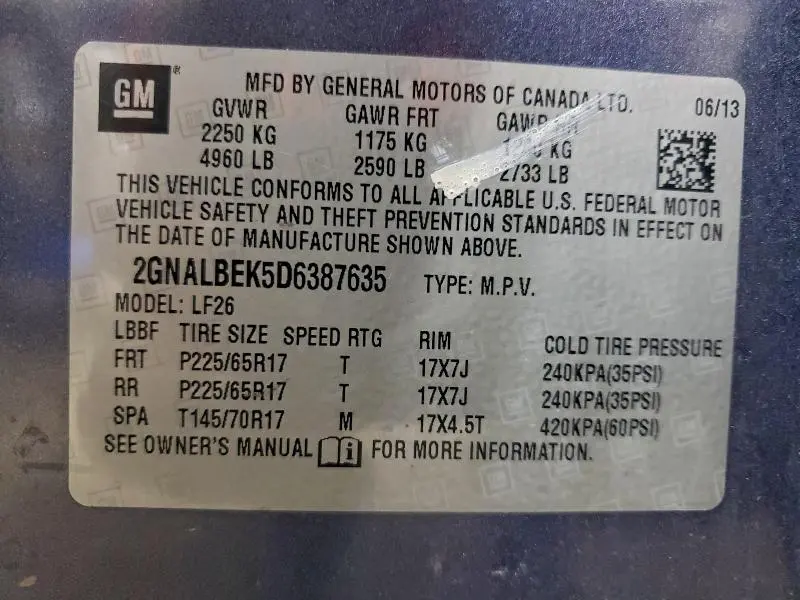 GM®
MFD BY GENERAL MOTORS OF CANADA LTD. 06/13
GVWR GAWR FRT GAWR
2250 KG 1175 KG KG
4960 LB 2590 LB 2733 LB
THIS VEHICLE CONFORMS TO ALL APPLICABLE U.S. FEDERAL MOTOR
VEHICLE SAFETY AND THEFT PREVENTION STANDARDS IN EFFECT ON
THE DATE OF MANUFACTURE SHOWN ABOVE.
2GNALBEK5D6387635 TYPE: M.P.V.
MODEL: LF26
LBBF TIRE SIZE SPEED RTG RIM COLD TIRE PRESSURE
FRT P225/65R17 T 17X7J 240KPA(35PSI)
RR P225/65R17 T 17X7J 240KPA(35PSI)
SPA T145/70R17 M 17X4.5T 420KPA(60PSI)
SEE OWNER'S MANUAL FOR MORE INFORMATION.